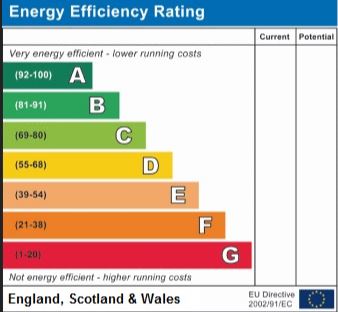 Energy Efficiency Rating
Current Potential
Very energy efficient - lower running costs
(92-100) A
(81-91) B
(69-80) C
(55-68) D
(39-54) E
(21-38) F
(1-20) G
Not energy efficient - higher running costs
England, Scotland & Wales
EU Directive
2002/91/EC